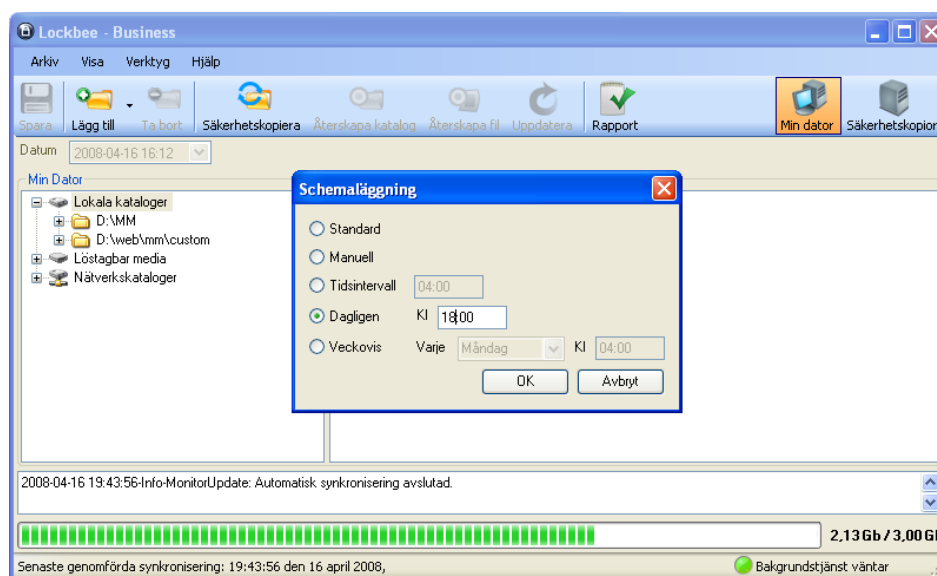 Lockbee - Business
Arkiv Visa Verktyg Hjälp
Spara Lägg till Ta bort Säkerhetskopiera Återskapa katalog Återskapa fil Uppdatera Rapport Min dator Säkerhetskopior
Datum 2008-04-16 16:12
Min Dator
Lokala kataloger
D:\MM
D:\web\mm\custom
Löstagbar media
Nätverkskataloger
Schemaläggning
Standard
Manuell
Tidsintervall 04:00
Dagligen Kl 18:00
Veckovis Varje Måndag Kl 04:00
OK Avbryt
2008-04-16 19:43:56-Info-MonitorUpdate: Automatisk synkronisering avslutad.
2,13 Gb / 3,00 G
Senaste genomförda synkronisering: 19:43:56 den 16 april 2008, Bakgrundstjänst väntar